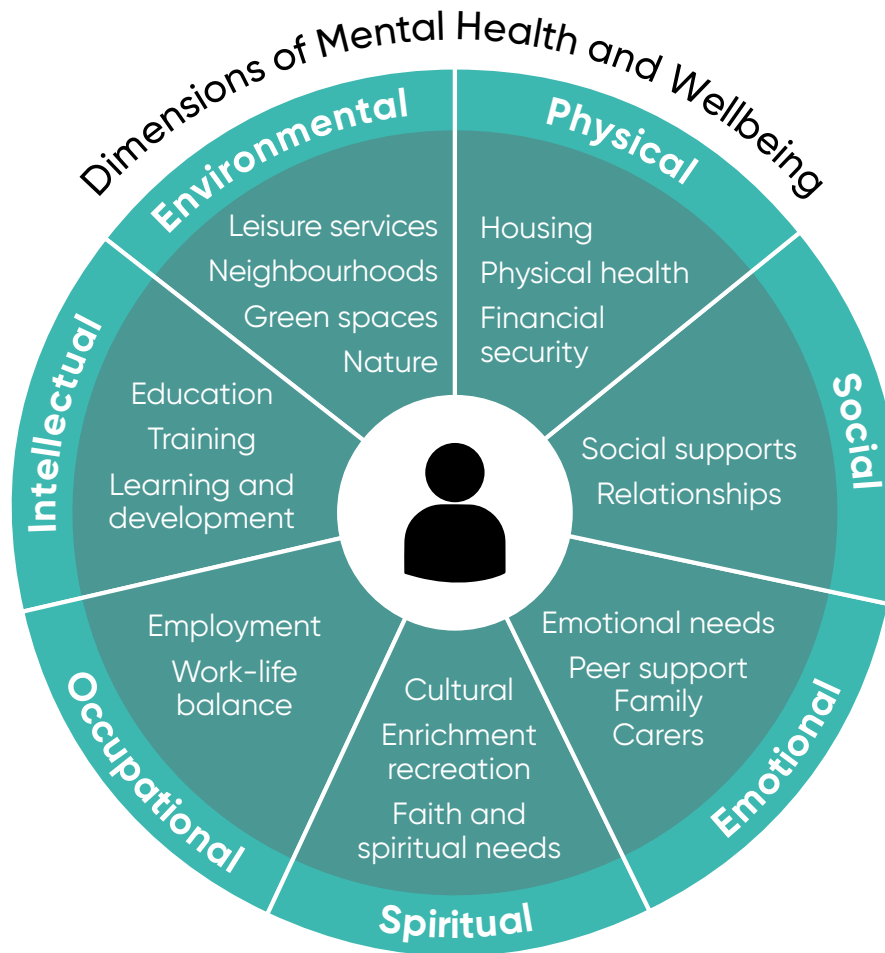 Dimensions of Mental Health and Wellbeing
Physical
Housing
Physical health
Financial
security
Social
Social supports
Relationships
Emotional
Emotional needs
Peer support
Family
Carers
Spiritual
Cultural
Enrichment
recreation
Faith and
spiritual needs
Occupational
Employment
Work-life
balance
Intellectual
Education
Training
Learning and
development
Environmental
Leisure services
Neighbourhoods
Green spaces
Nature